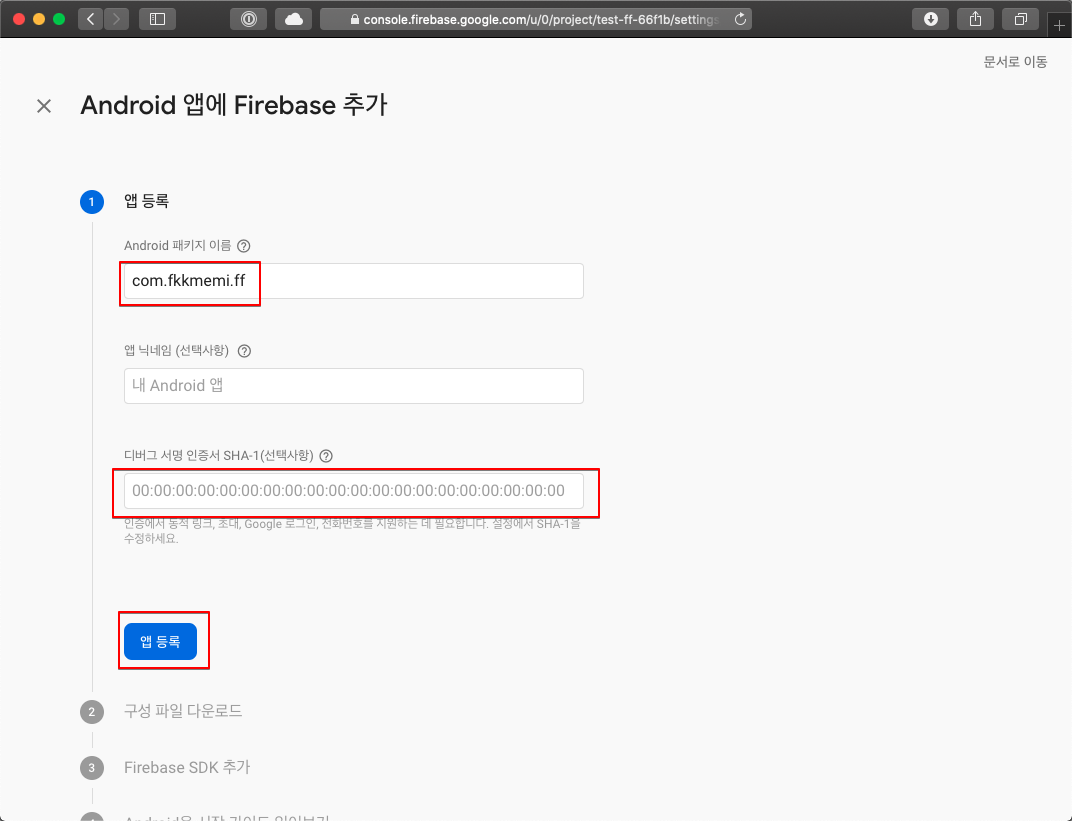 console.firebase.google.com/u/0/project/test-ff-66f1b/settings
문서로 이동
Android 앱에 Firebase 추가
1 앱 등록
Android 패키지 이름 ?
com.fkkmemi.ff
앱 닉네임 (선택사항) ?
내 Android 앱
디버그 서명 인증서 SHA-1(선택사항) ?
00:00:00:00:00:00:00:00:00:00:00:00:00:00:00:00:00:00:00:00
인증에서 동적 링크, 초대, Google 로그인, 전화번호를 지원하는 데 필요합니다. 설정에서 SHA-1을
수정하세요.
앱 등록
2 구성 파일 다운로드
3 Firebase SDK 추가